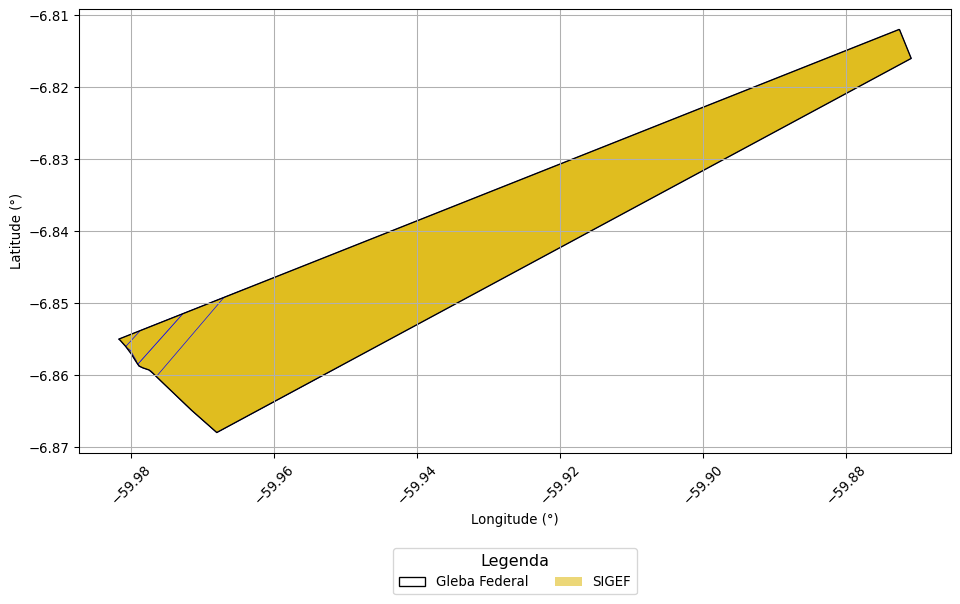 −6.81
−6.82
−6.83
−6.84
−6.85
−6.86
−6.87
Latitude (°)
−59.98
−59.96
−59.94
−59.92
−59.90
−59.88
Longitude (°)
Legenda
Gleba Federal
SIGEF